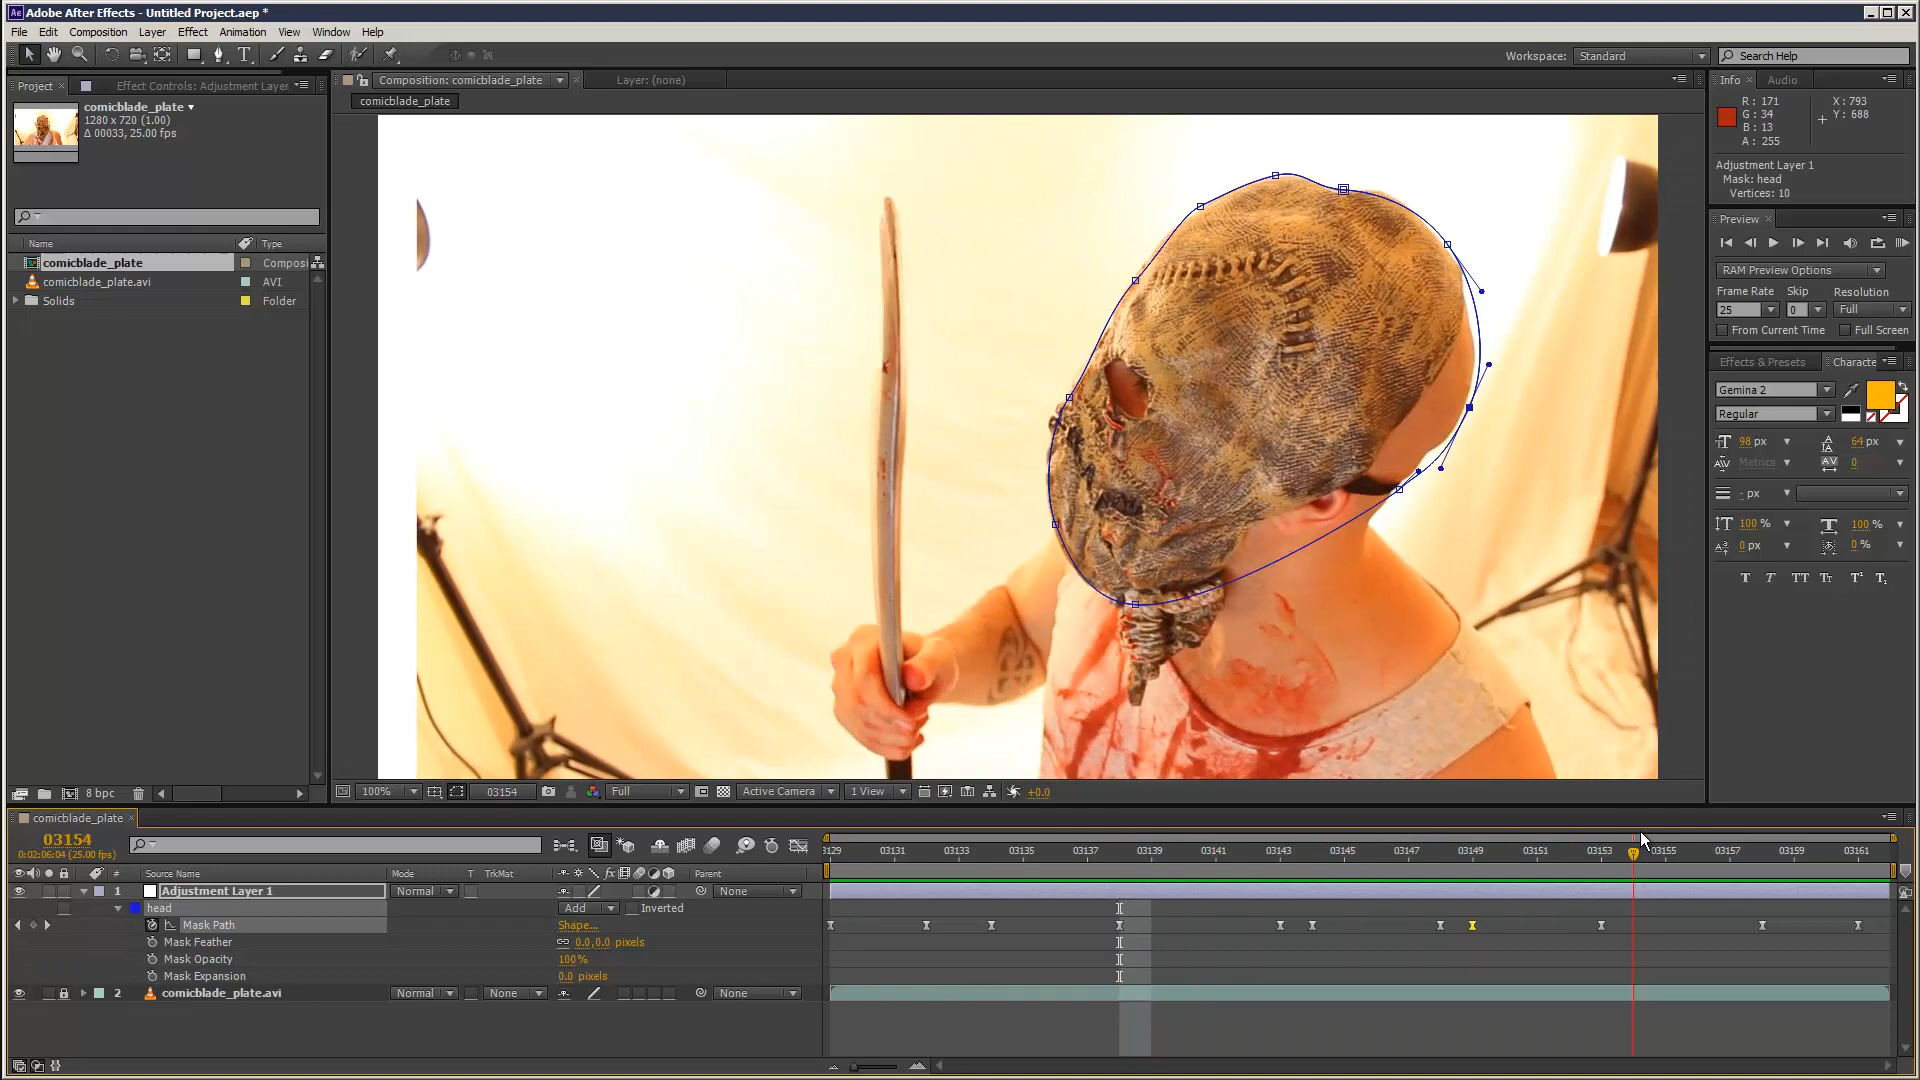 Ae Adobe After Effects - Untitled Project.aep *
File Edit Composition Layer Effect Animation View Window Help
Workspace: Standard Search Help
Project Effect Controls: Adjustment Layer
Composition: comicblade_plate Layer: (none)
Info Audio
comicblade_plate
comicblade_plate
1280 x 720 (1.00)
Δ 00033, 25.00 fps
R: 171
G: 34
B: 13
A: 255
X: 793
Y: 688
Adjustment Layer 1
Mask: head
Vertices: 10
Preview
Name Type
comicblade_plate Composi
comicblade_plate.avi AVI
Solids Folder
RAM Preview Options
Frame Rate Skip Resolution
25 0 Full
From Current Time Full Screen
Effects & Presets Characte
Gemina 2
Regular
98 px 64 px
Metrics 0
- px
100 % 100 %
0 px 0 %
T T TT Tт T¹ T₁
8 bpc
100% 03154 Full Active Camera 1 View +0.0
comicblade_plate
03154
0:02:06:04 (25.00 fps)
3129 03131 03133 03135 03137 03139 03141 03143 03145 03147 03149 03151 03153 03155 03157 03159 03161
# Source Name Mode T TrkMat fx Parent
1 Adjustment Layer 1 Normal None
head Add Inverted
Mask Path Shape...
Mask Feather 0.0,0.0 pixels
Mask Opacity 100%
Mask Expansion 0.0 pixels
2 comicblade_plate.avi Normal None None